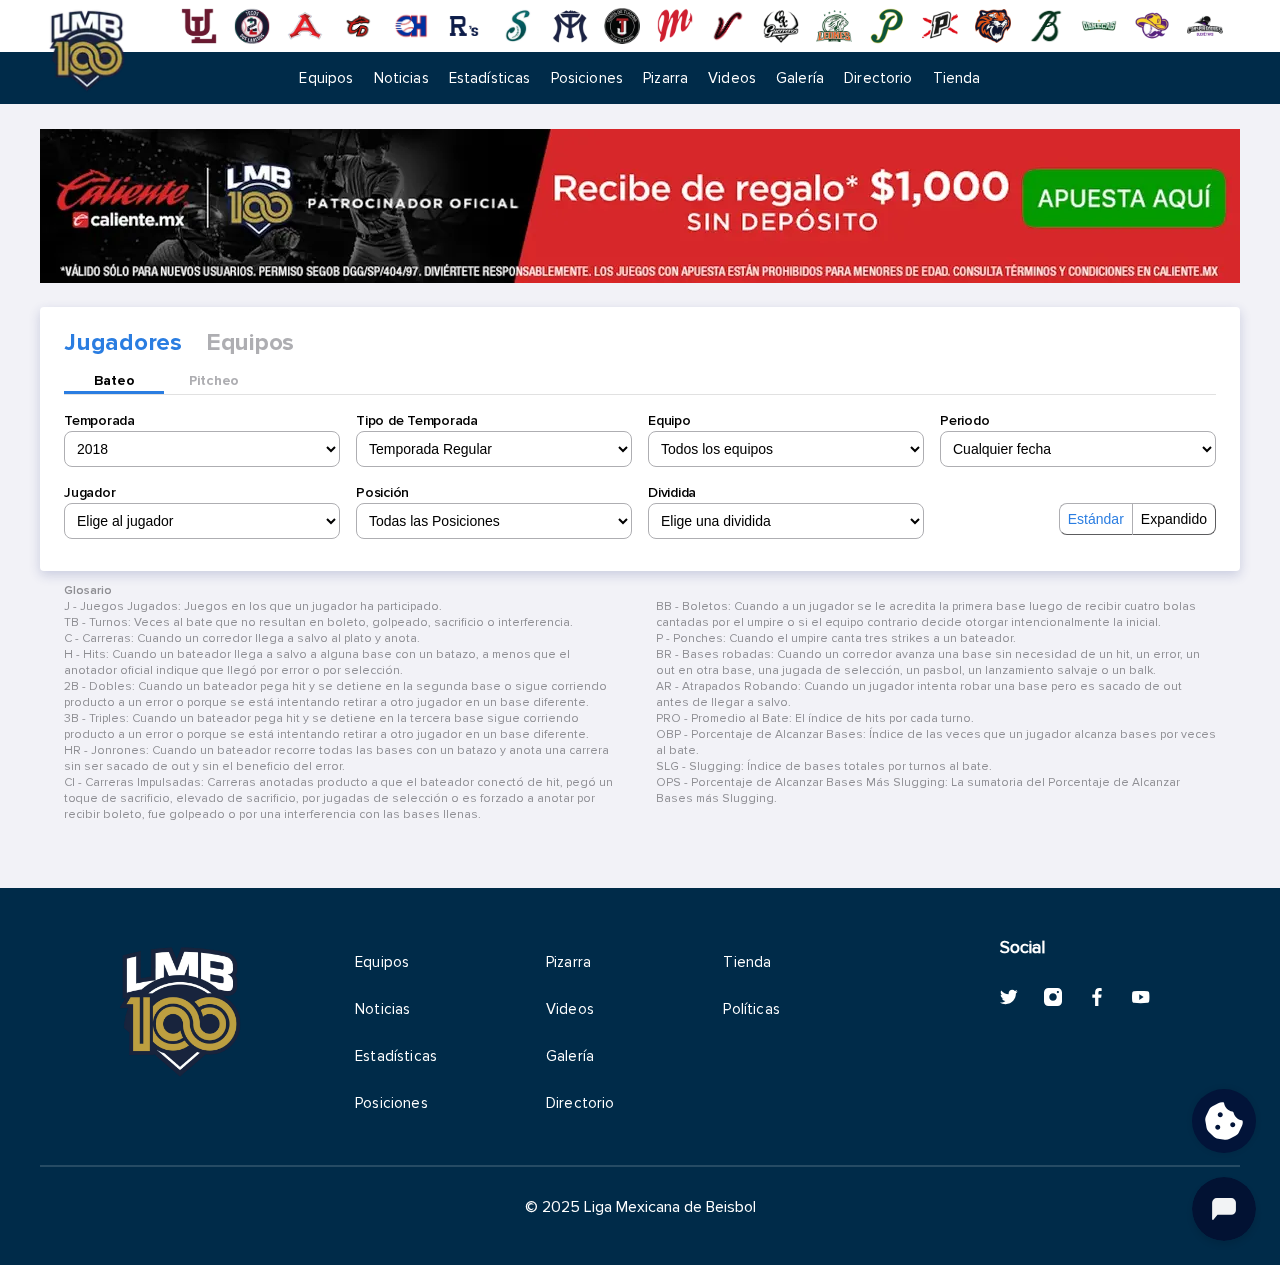 LMB
100
Equipos Noticias Estadísticas Posiciones Pizarra Videos Galería Directorio Tienda
Caliente
caliente.mx
LMB
100
PATROCINADOR OFICIAL
Recibe de regalo* $1,000
SIN DEPÓSITO
APUESTA AQUÍ
*VÁLIDO SÓLO PARA NUEVOS USUARIOS. PERMISO SEGOB DGG/SP/404/97. DIVIÉRTETE RESPONSABLEMENTE. LOS JUEGOS CON APUESTA ESTÁN PROHIBIDOS PARA MENORES DE EDAD. CONSULTA TÉRMINOS Y CONDICIONES EN CALIENTE.MX
Jugadores Equipos
Bateo Pitcheo
Temporada Tipo de Temporada Equipo Periodo
2018 Temporada Regular Todos los equipos Cualquier fecha
Jugador Posición Dividida
Elige al jugador Todas las Posiciones Elige una dividida Estándar Expandido
Glosario
J - Juegos Jugados: Juegos en los que un jugador ha participado.
TB - Turnos: Veces al bate que no resultan en boleto, golpeado, sacrificio o interferencia.
C - Carreras: Cuando un corredor llega a salvo al plato y anota.
H - Hits: Cuando un bateador llega a salvo a alguna base con un batazo, a menos que el
anotador oficial indique que llegó por error o por selección.
2B - Dobles: Cuando un bateador pega hit y se detiene en la segunda base o sigue corriendo
producto a un error o porque se está intentando retirar a otro jugador en un base diferente.
3B - Triples: Cuando un bateador pega hit y se detiene en la tercera base sigue corriendo
producto a un error o porque se está intentando retirar a otro jugador en un base diferente.
HR - Jonrones: Cuando un bateador recorre todas las bases con un batazo y anota una carrera
sin ser sacado de out y sin el beneficio del error.
CI - Carreras Impulsadas: Carreras anotadas producto a que el bateador conectó de hit, pegó un
toque de sacrificio, elevado de sacrificio, por jugadas de selección o es forzado a anotar por
recibir boleto, fue golpeado o por una interferencia con las bases llenas.
BB - Boletos: Cuando a un jugador se le acredita la primera base luego de recibir cuatro bolas
cantadas por el umpire o si el equipo contrario decide otorgar intencionalmente la inicial.
P - Ponches: Cuando el umpire canta tres strikes a un bateador.
BR - Bases robadas: Cuando un corredor avanza una base sin necesidad de un hit, un error, un
out en otra base, una jugada de selección, un pasbol, un lanzamiento salvaje o un balk.
AR - Atrapados Robando: Cuando un jugador intenta robar una base pero es sacado de out
antes de llegar a salvo.
PRO - Promedio al Bate: El índice de hits por cada turno.
OBP - Porcentaje de Alcanzar Bases: Índice de las veces que un jugador alcanza bases por veces
al bate.
SLG - Slugging: Índice de bases totales por turnos al bate.
OPS - Porcentaje de Alcanzar Bases Más Slugging: La sumatoria del Porcentaje de Alcanzar
Bases más Slugging.
LMB
100
Equipos Pizarra Tienda
Noticias Videos Políticas
Estadísticas Galería
Posiciones Directorio
Social
© 2025 Liga Mexicana de Beisbol